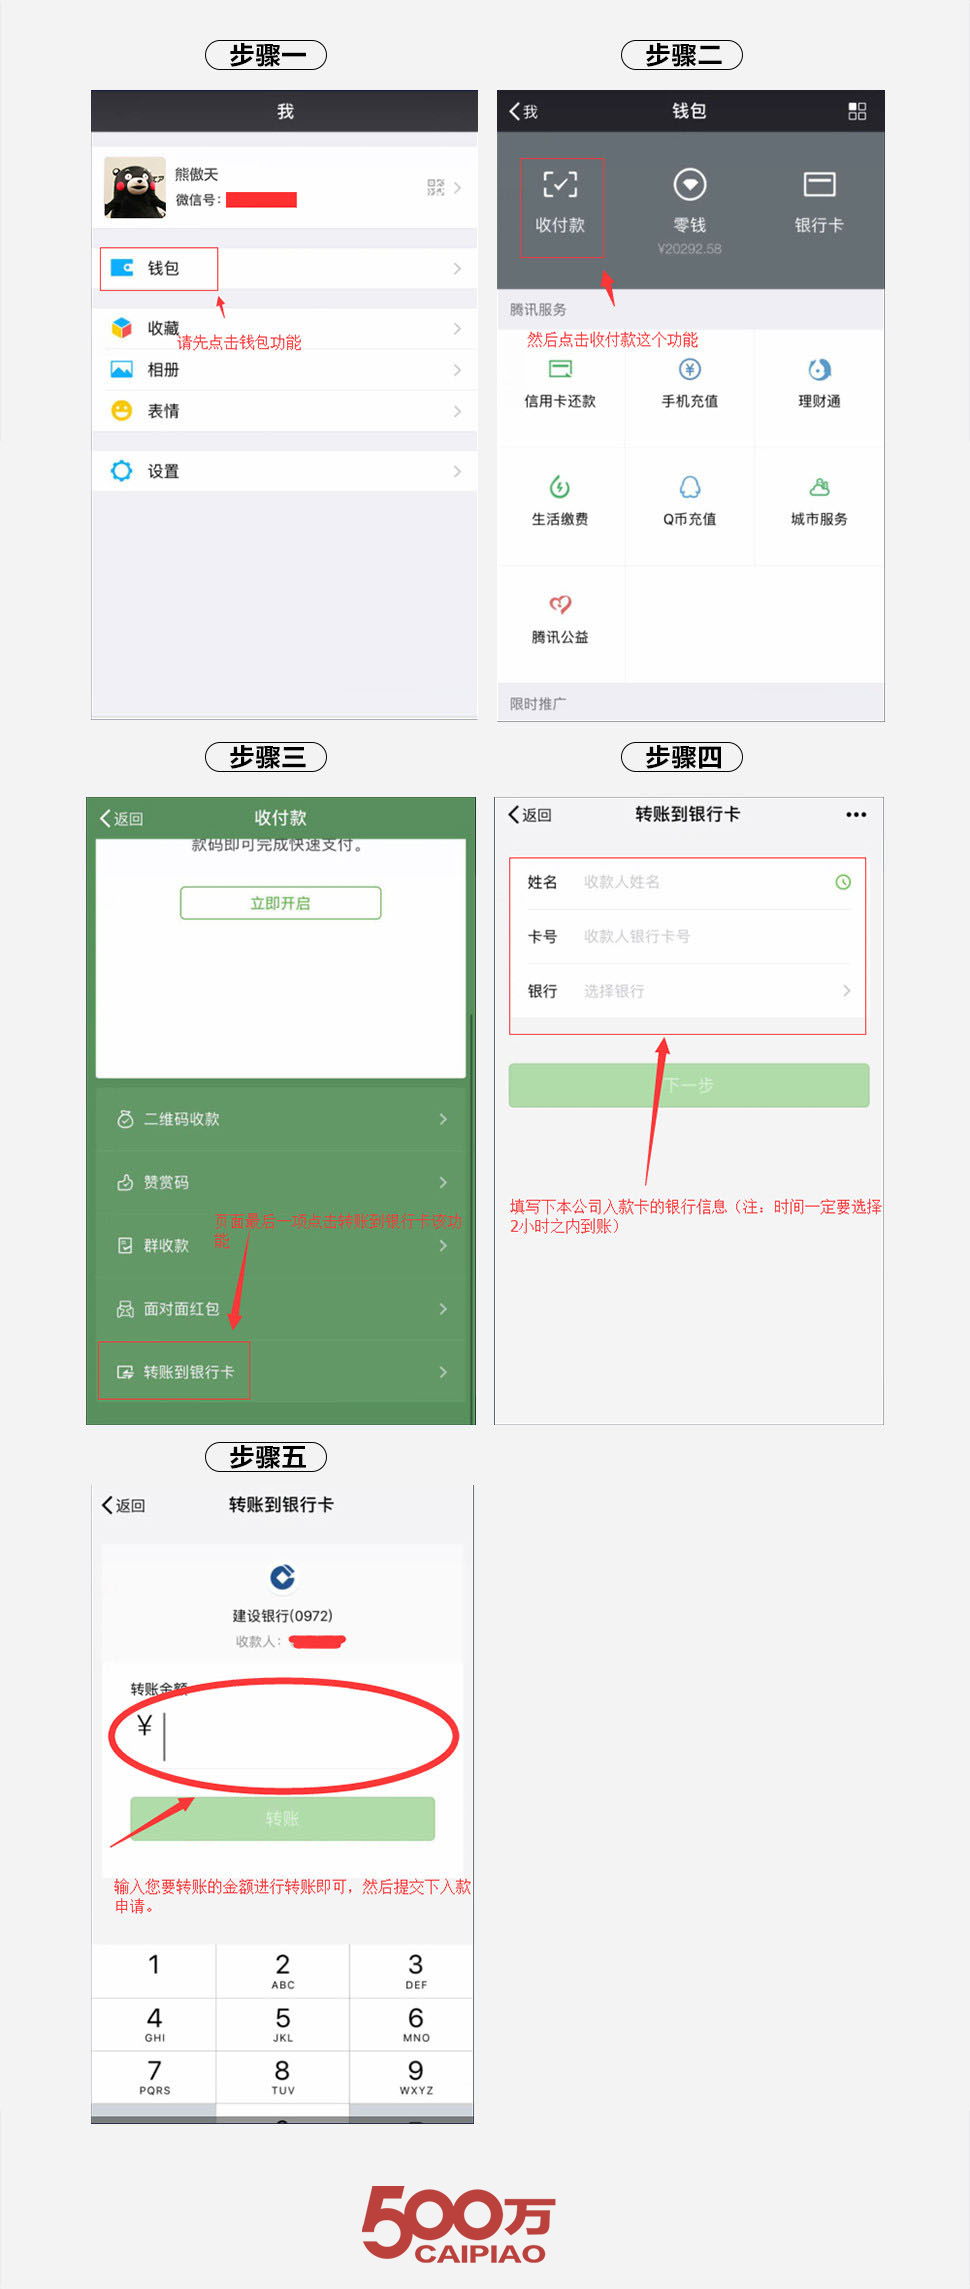 步骤一
我
熊傲天
微信号：
钱包
请先点击钱包功能
收藏
相册
表情
设置
步骤二
我
钱包
收付款
零钱
¥20292.58
银行卡
腾讯服务
然后点击收付款这个功能
信用卡还款
手机充值
理财通
生活缴费
Q币充值
城市服务
腾讯公益
限时推广
步骤三
返回
收付款
款码即可完成快速支付。
立即开启
二维码收款
赞赏码
页面最后一项点击转账到银行卡该功
能
群收款
面对面红包
转账到银行卡
步骤四
返回
转账到银行卡
姓名 收款人姓名
卡号 收款人银行卡号
银行 选择银行
下一步
填写下本公司入款卡的银行信息（注：时间一定要选择
2小时之内到账）
步骤五
返回
转账到银行卡
建设银行(0972)
收款人：
转账金额
¥
转账
输入您要转账的金额进行转账即可，然后提交下入款
申请。
1
2
ABC
3
DEF
4
GHI
5
JKL
6
MNO
7
PQRS
8
TUV
9
WXYZ
500万
CAIPIAO